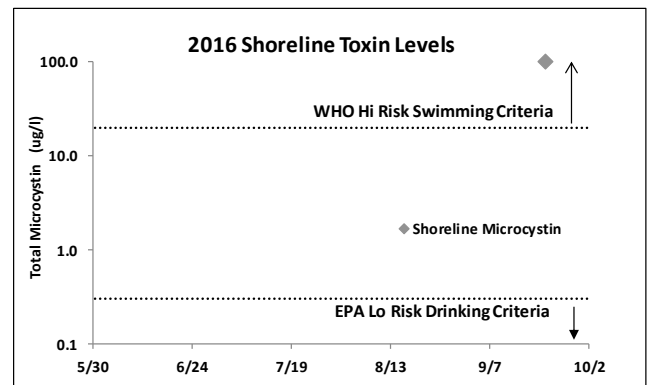 2016 Shoreline Toxin Levels
Total Microcystin (ug/l)
100.0
10.0
1.0
0.1
WHO Hi Risk Swimming Criteria
Shoreline Microcystin
EPA Lo Risk Drinking Criteria
5/30 6/24 7/19 8/13 9/7 10/2